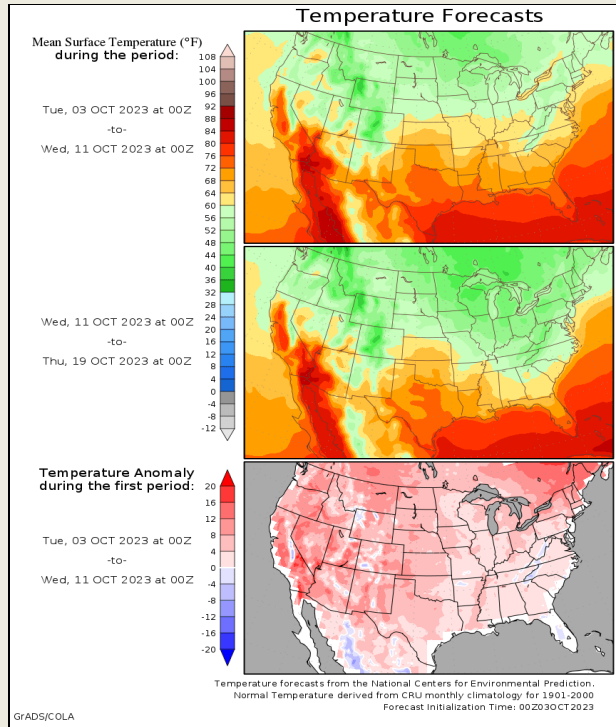 Temperature Forecasts
Mean Surface Temperature (°F)
during the period:
Tue, 03 OCT 2023 at 00Z
-to-
Wed, 11 OCT 2023 at 00Z
108
104
100
96
92
88
84
80
76
72
68
64
60
56
52
48
44
40
36
32
28
24
20
16
12
8
4
0
-4
-8
-12
Wed, 11 OCT 2023 at 00Z
-to-
Thu, 19 OCT 2023 at 00Z
Temperature Anomaly
during the first period:
Tue, 03 OCT 2023 at 00Z
-to-
Wed, 11 OCT 2023 at 00Z
20
16
12
8
4
0
-4
-8
-12
-16
-20
Temperature forecasts from the National Centers for Environmental Prediction.
Normal Temperature derived from CRU monthly climatology for 1901-2000
Forecast Initialization Time: 00Z03OCT2023
GrADS/COLA